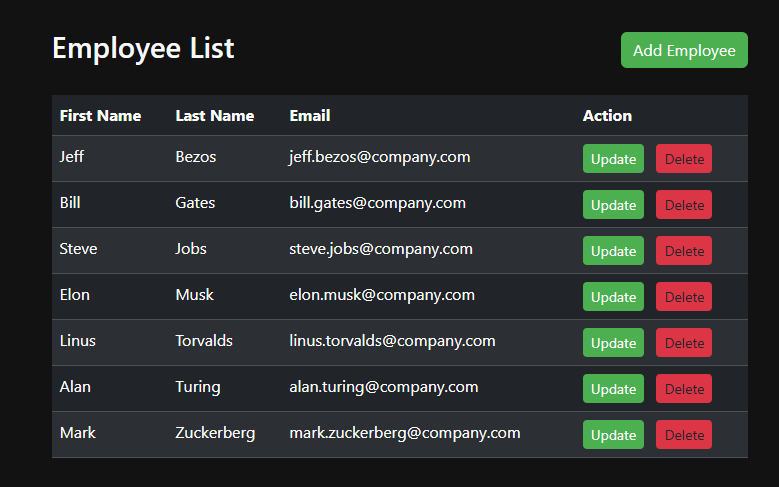 Employee List Add Employee
First Name Last Name Email Action
Jeff Bezos jeff.bezos@company.com Update Delete
Bill Gates bill.gates@company.com Update Delete
Steve Jobs steve.jobs@company.com Update Delete
Elon Musk elon.musk@company.com Update Delete
Linus Torvalds linus.torvalds@company.com Update Delete
Alan Turing alan.turing@company.com Update Delete
Mark Zuckerberg mark.zuckerberg@company.com Update Delete